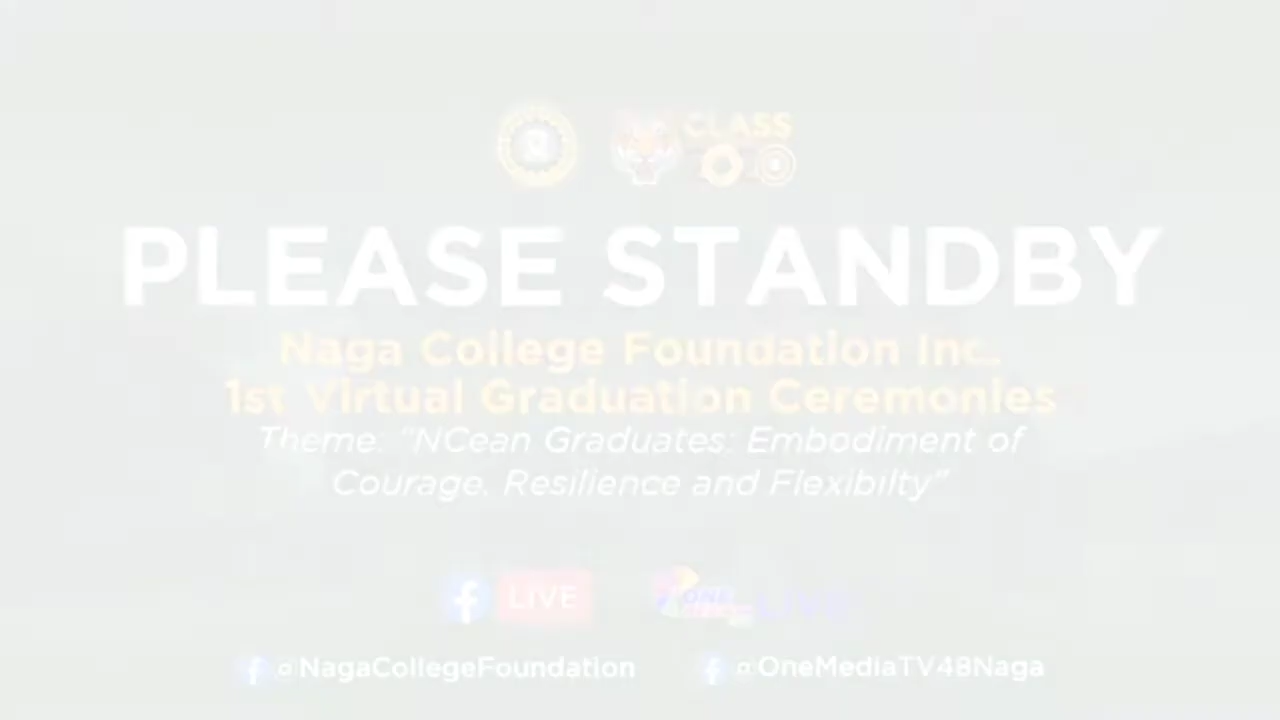 CLASS
PLEASE STANDBY
Naga College Foundation Inc.
1st Virtual Graduation Ceremonies
Theme: "NCean Graduates: Embodiment of
Courage, Resilience and Flexibilty"
LIVE
ONE LIVE
@NagaCollegeFoundation
@OneMediaTV48Naga